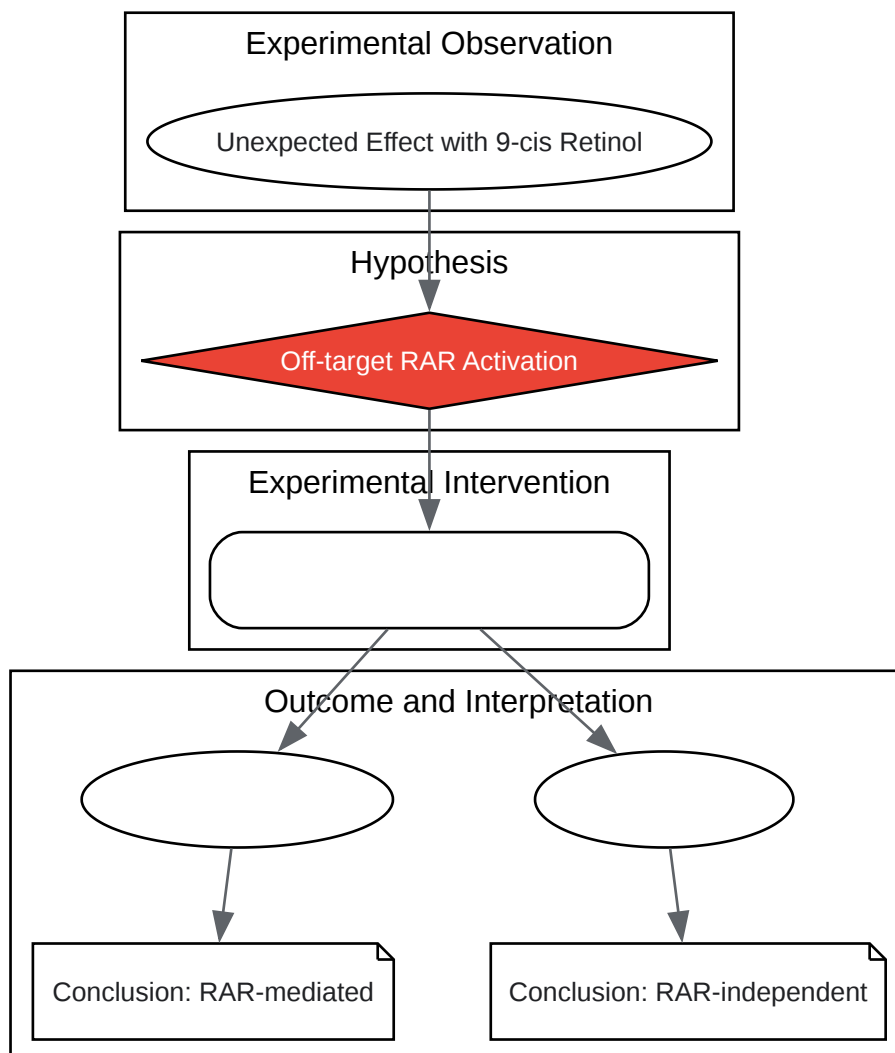 Experimental Observation
Unexpected Effect with 9-cis Retinol
Hypothesis
Off-target RAR Activation
Experimental Intervention
Outcome and Interpretation
Conclusion: RAR-mediated
Conclusion: RAR-independent